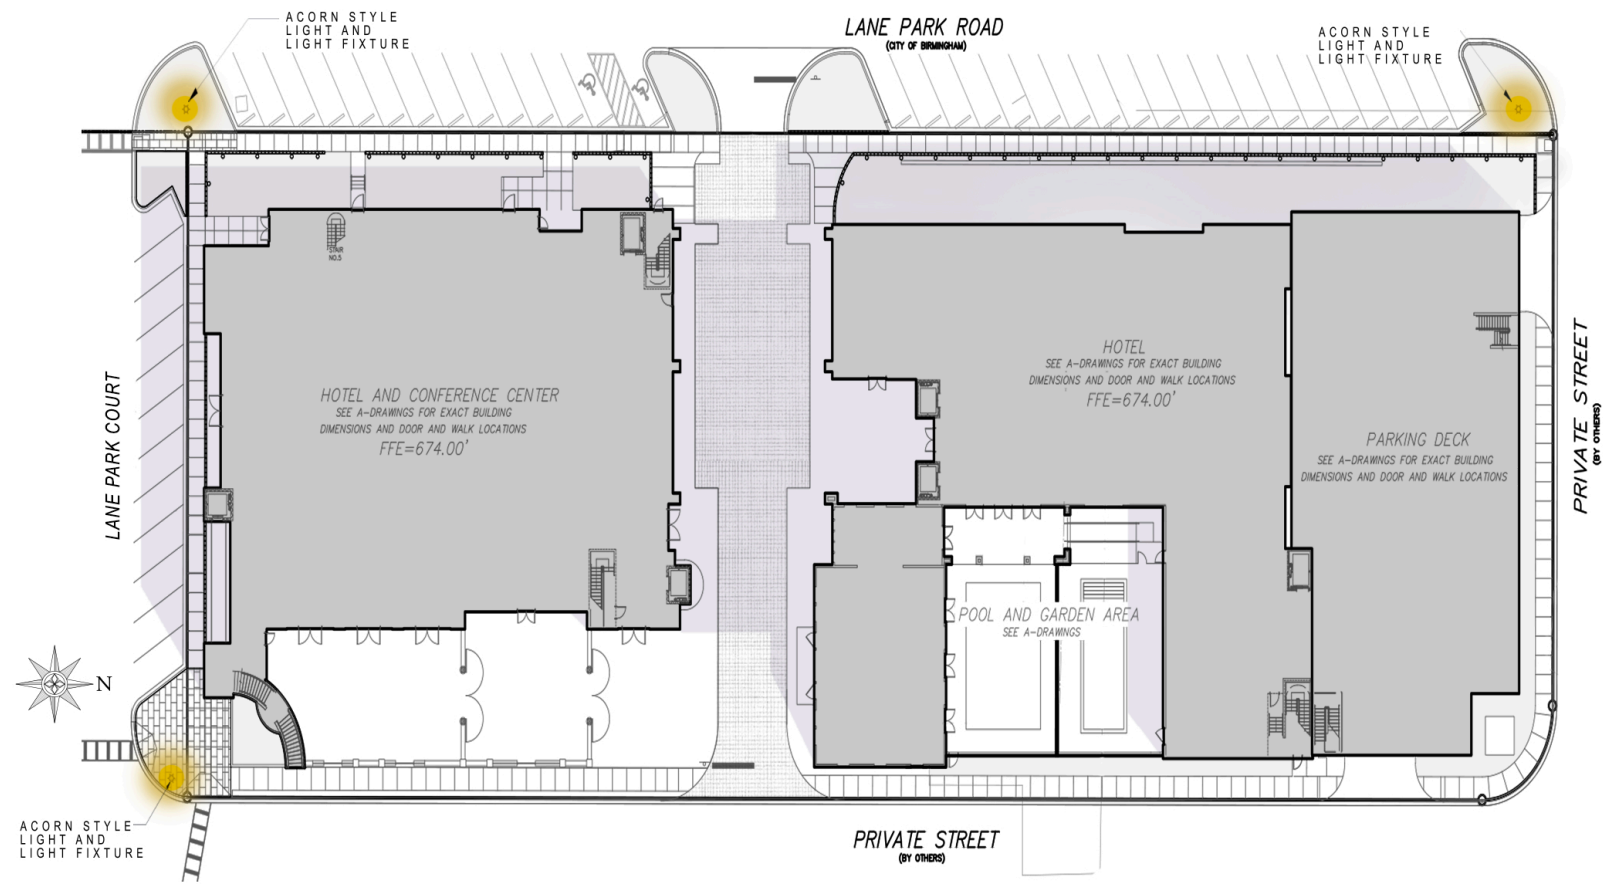 ACORN STYLE
LIGHT AND
LIGHT FIXTURE
LANE PARK ROAD
(CITY OF BIRMINGHAM)
ACORN STYLE
LIGHT AND
LIGHT FIXTURE
STAIR
NO.5
LANE PARK COURT
HOTEL AND CONFERENCE CENTER
SEE A-DRAWINGS FOR EXACT BUILDING
DIMENSIONS AND DOOR AND WALK LOCATIONS
FFE=674.00'
HOTEL
SEE A-DRAWINGS FOR EXACT BUILDING
DIMENSIONS AND DOOR AND WALK LOCATIONS
FFE=674.00'
PARKING DECK
SEE A-DRAWINGS FOR EXACT BUILDING
DIMENSIONS AND DOOR AND WALK LOCATIONS
PRIVATE STREET
(BY OTHERS)
POOL AND GARDEN AREA
SEE A-DRAWINGS
N
ACORN STYLE
LIGHT AND
LIGHT FIXTURE
PRIVATE STREET
(BY OTHERS)